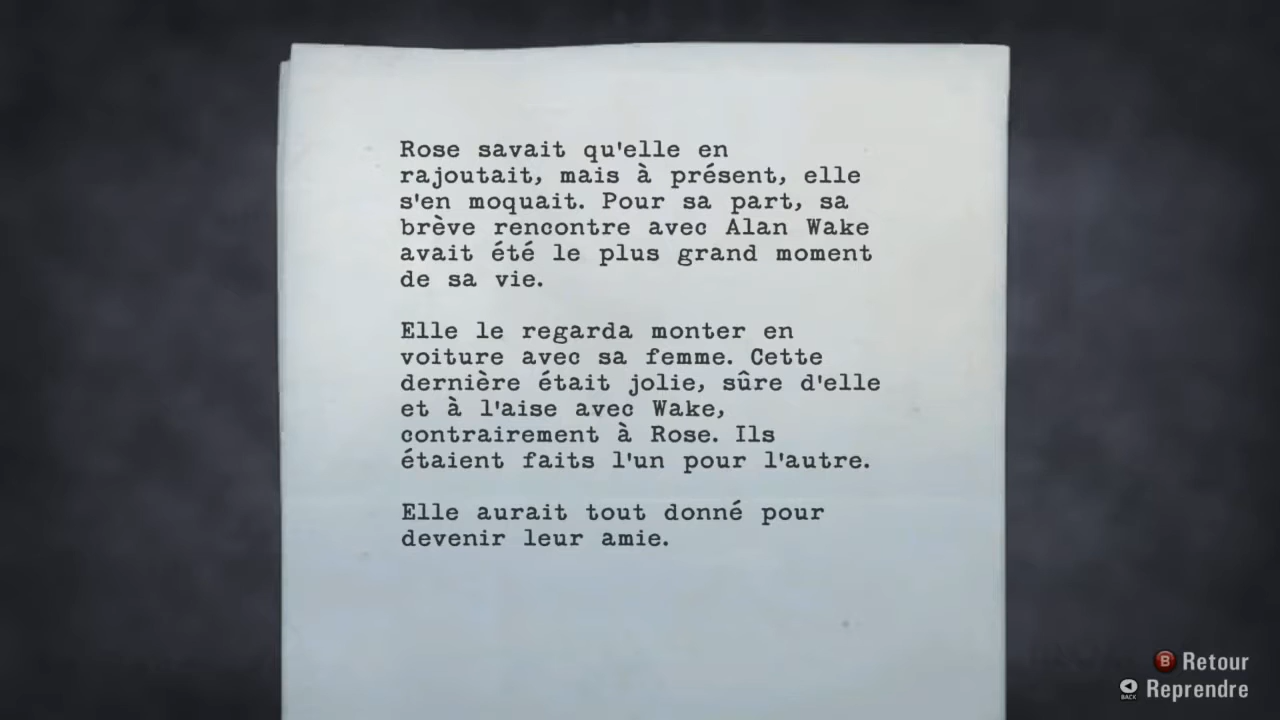 Rose savait qu'elle en
rajoutait, mais à présent, elle
s'en moquait. Pour sa part, sa
brève rencontre avec Alan Wake
avait été le plus grand moment
de sa vie.
Elle le regarda monter en
voiture avec sa femme. Cette
dernière était jolie, sûre d'elle
et à l'aise avec Wake,
contrairement à Rose. Ils
étaient faits l'un pour l'autre.
Elle aurait tout donné pour
devenir leur amie.
B Retour
BACK Reprendre